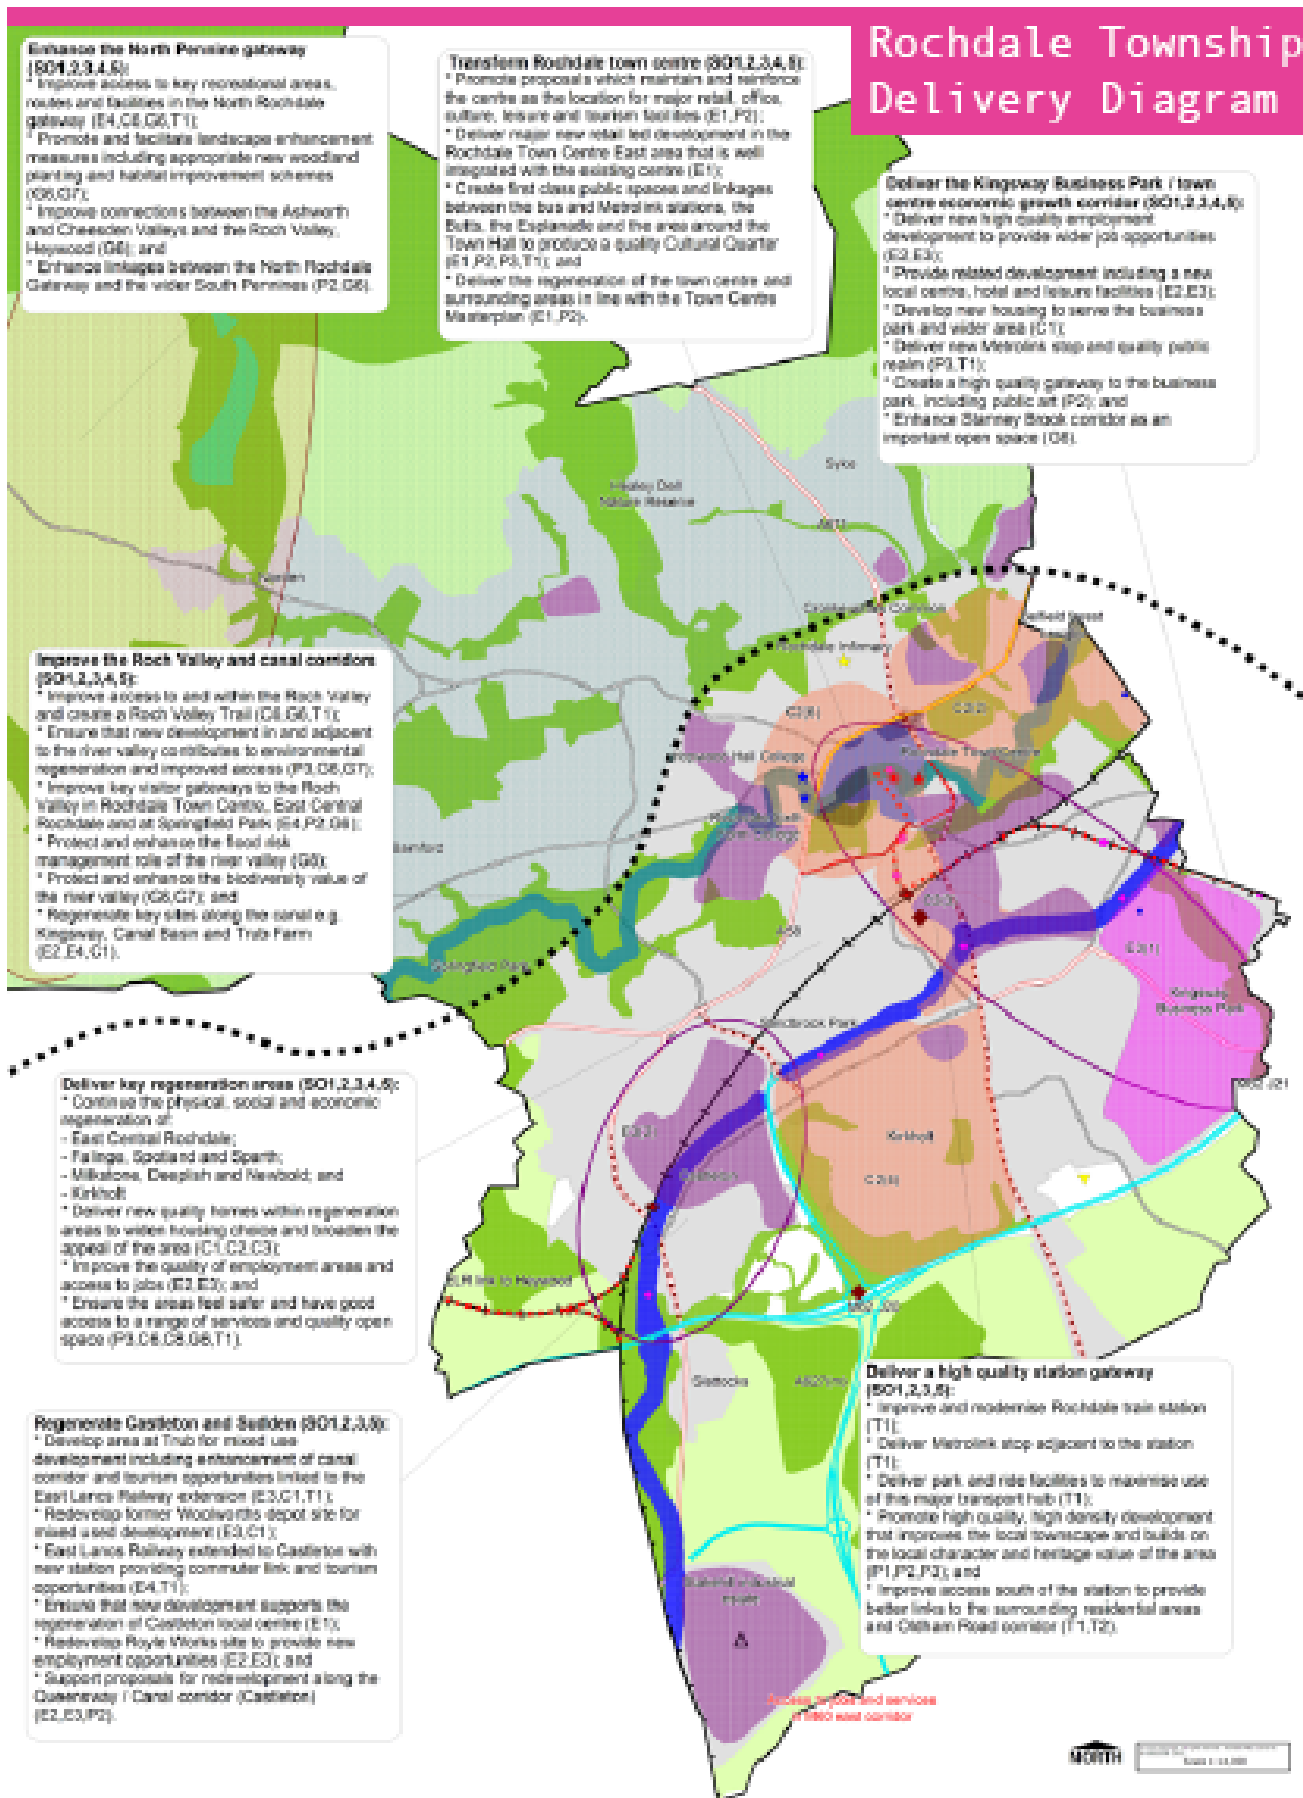 Rochdale Township
Delivery Diagram
Enhance the North Pennine gateway
(SO1,2,3,4,5):
* Improve access to key recreational areas,
routes and facilities in the North Rochdale
gateway (E4,C8,G6,T1);
* Promote and facilitate landscape enhancement
measures including appropriate new woodland
planting and habitat improvement schemes
(G6,G7);
* Improve connections between the Ashworth
and Cheesden Valleys and the Roch Valley,
Heywood (G6); and
* Enhance linkages between the North Rochdale
Gateway and the wider South Pennines (P2,G6).
Transform Rochdale town centre (SO1,2,3,4,5):
* Promote proposals which maintain and reinforce
the centre as the location for major retail, office,
culture, leisure and tourism facilities (E1,P2);
* Deliver major new retail led development in the
Rochdale Town Centre East area that is well
integrated with the existing centre (E1);
* Create first class public spaces and linkages
between the bus and Metrolink stations, the
Butts, the Esplanade and the area around the
Town Hall to produce a quality Cultural Quarter
(E1,P2,P3,T1); and
* Deliver the regeneration of the town centre and
surrounding areas in line with the Town Centre
Masterplan (E1,P2).
Deliver the Kingsway Business Park / town
centre economic growth corridor (SO1,2,3,4,5):
* Deliver new high quality employment
development to provide wider job opportunities
(E2,E3);
* Provide related development including a new
local centre, hotel and leisure facilities (E2,E3);
* Develop new housing to serve the business
park and wider area (C1);
* Deliver new Metrolink stop and quality public
realm (P3,T1);
* Create a high quality gateway to the business
park, including public art (P2); and
* Enhance Stanney Brook corridor as an
important open space (G6).
Syke
Healey Dell
Nature Reserve
A671
Norden
Cronkeyshaw Common
Rochdale Infirmary
C2(2)
Rochdale Town Centre
Bamford
A58
Springfield Park
Sandbrook Park
E3(1)
Kingsway
Business Park
M62 J21
Kirkholt
Castleton
ELR link to Heywood
M62 J20
Slattocks
A627(M)
Stakehill Industrial
Estate
Access to jobs and services
in M60 east corridor
Improve the Roch Valley and canal corridors
(SO1,2,3,4,5):
* Improve access to and within the Roch Valley
and create a Roch Valley Trail (C8,G6,T1);
* Ensure that new development in and adjacent
to the river valley contributes to environmental
regeneration and improved access (P3,G6,G7);
* Improve key visitor gateways to the Roch
Valley in Rochdale Town Centre, East Central
Rochdale and at Springfield Park (E4,P2,G6);
* Protect and enhance the flood risk
management role of the river valley (G8);
* Protect and enhance the biodiversity value of
the river valley (G6,G7); and
* Regenerate key sites along the canal e.g.
Kingsway, Canal Basin and Trub Farm
(E2,E4,C1).
Deliver key regeneration areas (SO1,2,3,4,5):
* Continue the physical, social and economic
regeneration of:
- East Central Rochdale;
- Falinge, Spotland and Sparth;
- Milkstone, Deeplish and Newbold; and
- Kirkholt
* Deliver new quality homes within regeneration
areas to widen housing choice and broaden the
appeal of the area (C1,C2,C3);
* Improve the quality of employment areas and
access to jobs (E2,E3); and
* Ensure the areas feel safer and have good
access to a range of services and quality open
space (P3,C6,C8,G6,T1).
Regenerate Castleton and Sudden (SO1,2,3,5):
* Develop area at Trub for mixed use
development including enhancement of canal
corridor and tourism opportunities linked to the
East Lancs Railway extension (E3,C1,T1);
* Redevelop former Woolworths depot site for
mixed used development (E3,C1);
* East Lancs Railway extended to Castleton with
new station providing commuter link and tourism
opportunities (E4,T1);
* Ensure that new development supports the
regeneration of Castleton local centre (E1);
* Redevelop Royle Works site to provide new
employment opportunities (E2,E3); and
* Support proposals for redevelopment along the
Queensway / Canal corridor (Castleton)
(E2,E3,P2).
Deliver a high quality station gateway
(SO1,2,3,5):
* Improve and modernise Rochdale train station
(T1);
* Deliver Metrolink stop adjacent to the station
(T1);
* Deliver park and ride facilities to maximise use
of this major transport hub (T1);
* Promote high quality, high density development
that improves the local townscape and builds on
the local character and heritage value of the area
(P1,P2,P3); and
* Improve access south of the station to provide
better links to the surrounding residential areas
and Oldham Road corridor (T1,T2).
NORTH